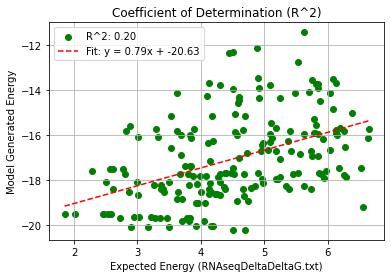 Coefficient of Determination (R^2)
R^2: 0.20
Fit: y = 0.79x + -20.63
Model Generated Energy
−12
−14
−16
−18
−20
2 3 4 5 6
Expected Energy (RNAseqDeltaDeltaG.txt)